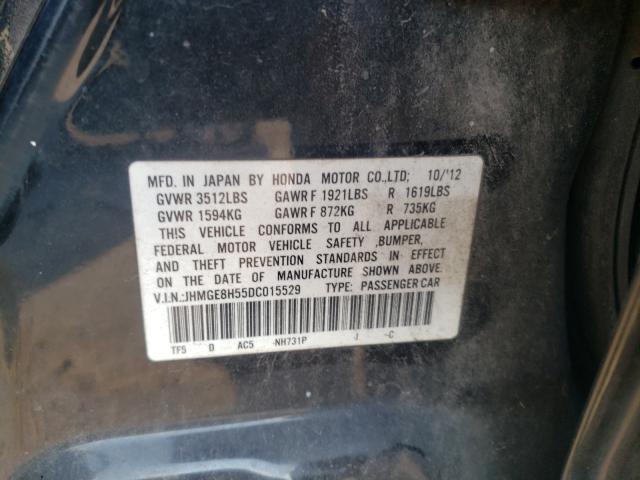 MFD. IN JAPAN BY HONDA MOTOR CO.,LTD; 10/'12
GVWR 3512LBS GAWR F 1921LBS R 1619LBS
GVWR 1594KG GAWR F 872KG R 735KG
THIS VEHICLE CONFORMS TO ALL APPLICABLE
FEDERAL MOTOR VEHICLE SAFETY ,BUMPER,
AND THEFT PREVENTION STANDARDS IN EFFECT
ON THE DATE OF MANUFACTURE SHOWN ABOVE.
V.I.N.:JHMGE8H55DC015529 TYPE: PASSENGER CAR
TF5 D AC5 NH731P J C